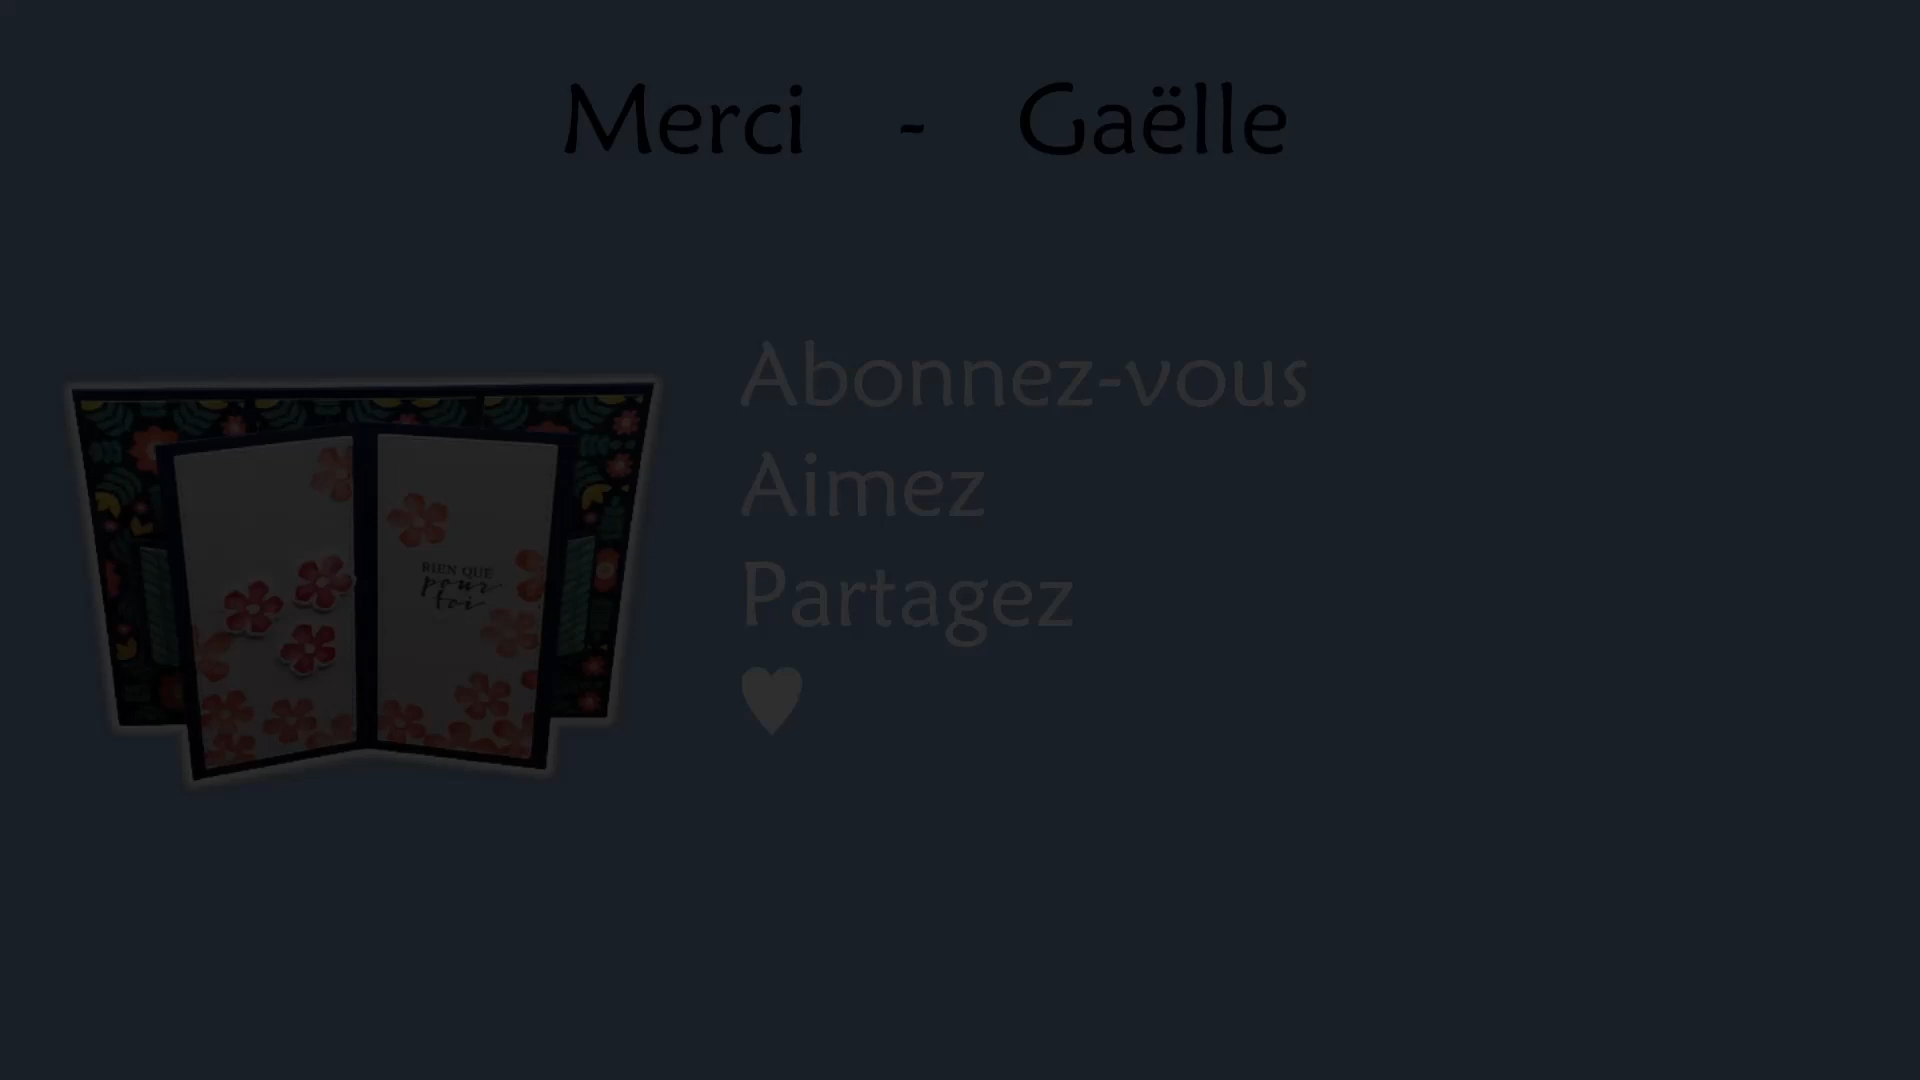 Merci - Gaëlle
Abonnez-vous
Aimez
Partagez
♥
RIEN QUE
pour
toi